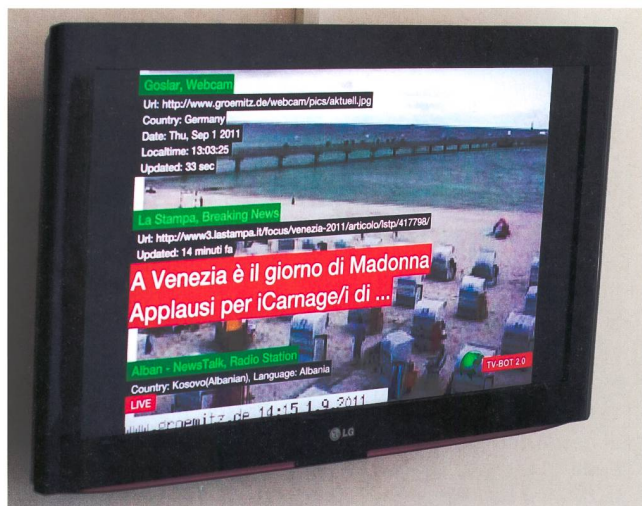 Goslar, Webcam
Url: http://www.groemitz.de/webcam/pics/aktuell.jpg
Country: Germany
Date: Thu, Sep 1 2011
Localtime: 13:03:25
Updated: 33 sec
La Stampa, Breaking News
Url: http://www3.lastampa.it/focus/venezia-2011/articolo/lstp/417798/
Updated: 14 minuti fa
A Venezia è il giorno di Madonna
Applausi per iCarnage/i di ...
Alban - NewsTalk, Radio Station
Country: Kosovo(Albanian), Language: Albania
LIVE
TV-BOT 2.0
www.groemitz.de 14:15 1.9.2011
LG